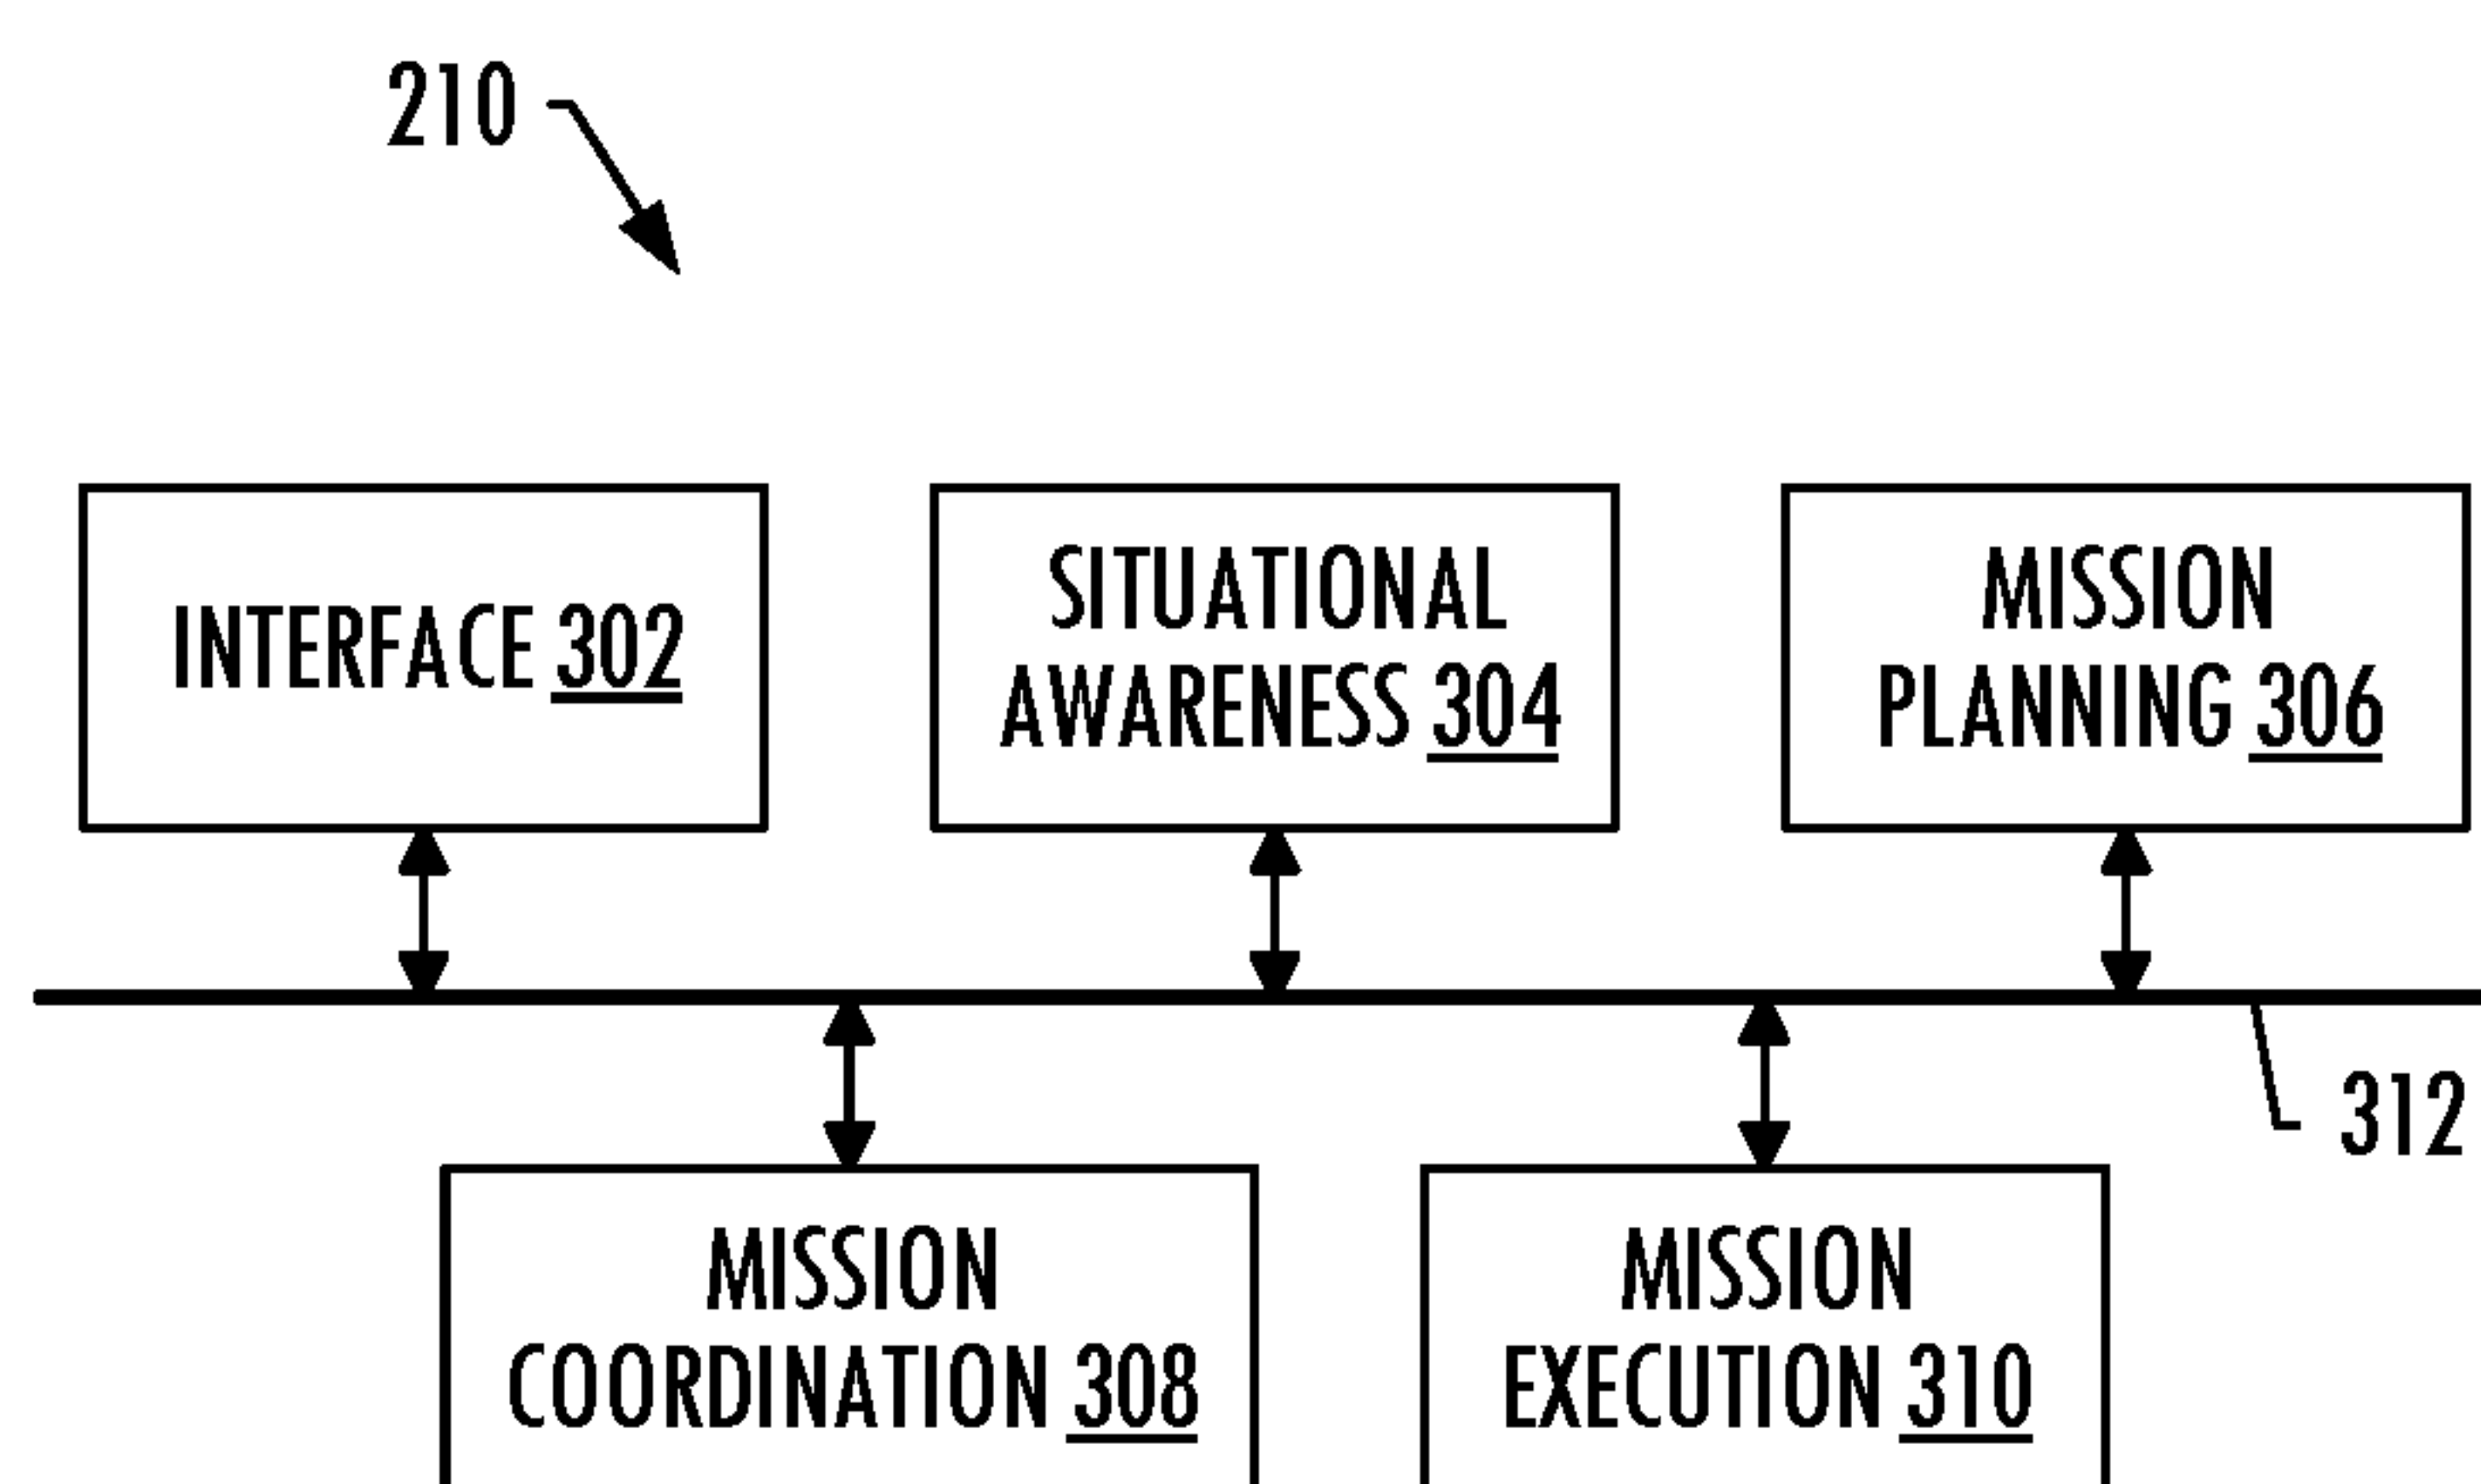 210
INTERFACE 302
SITUATIONAL
AWARENESS 304
MISSION
PLANNING 306
312
MISSION
COORDINATION 308
MISSION
EXECUTION 310